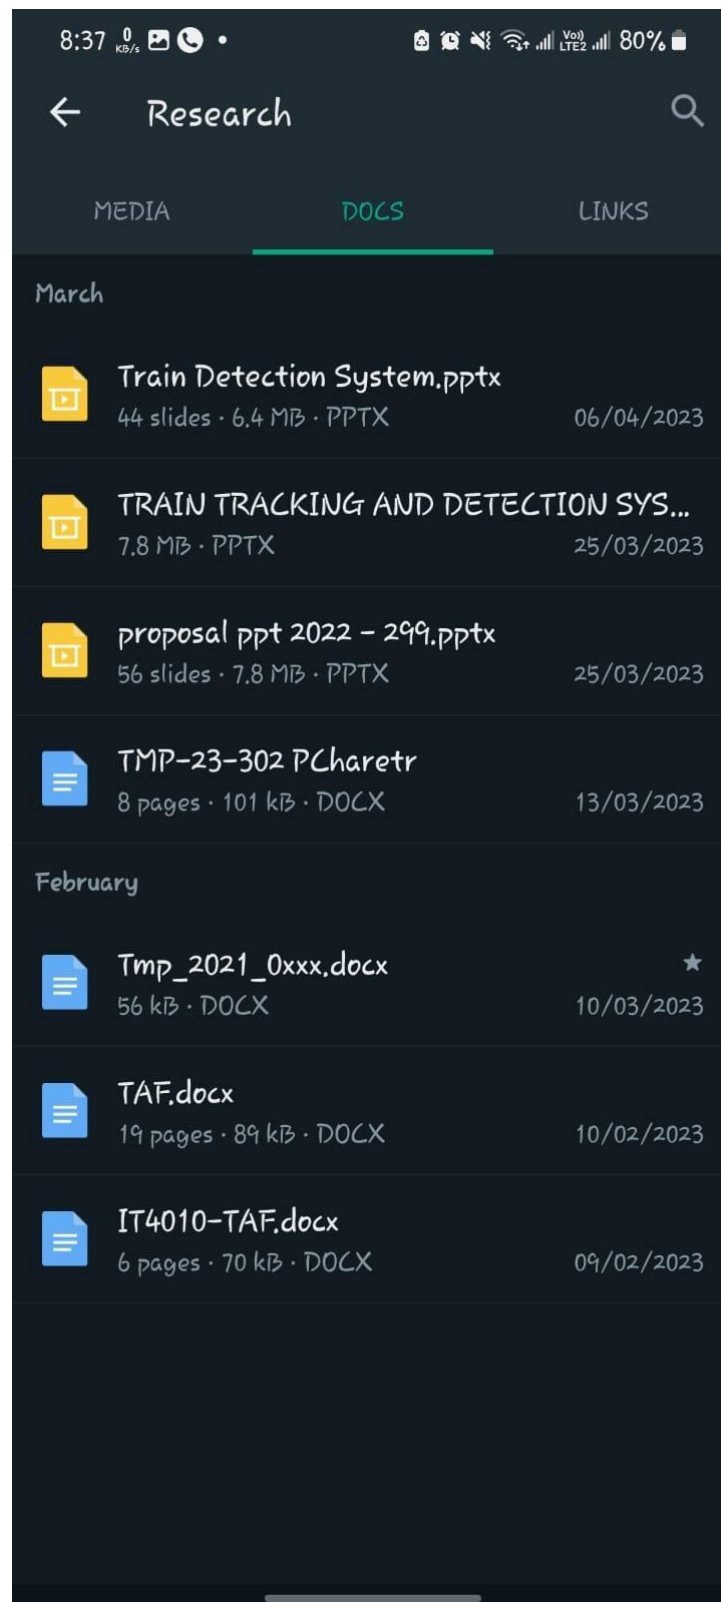 8:37 0 KB/s • Vo)) LTE2 80%
Research
MEDIA DOCS LINKS
March
Train Detection System.pptx
44 slides · 6.4 MB · PPTX 06/04/2023
TRAIN TRACKING AND DETECTION SYS...
7.8 MB · PPTX 25/03/2023
proposal ppt 2022 - 299.pptx
56 slides · 7.8 MB · PPTX 25/03/2023
TMP-23-302 PCharetr
8 pages · 101 kB · DOCX 13/03/2023
February
Tmp_2021_0xxx.docx
56 kB · DOCX 10/03/2023
TAF.docx
19 pages · 89 kB · DOCX 10/02/2023
IT4010-TAF.docx
6 pages · 70 kB · DOCX 09/02/2023